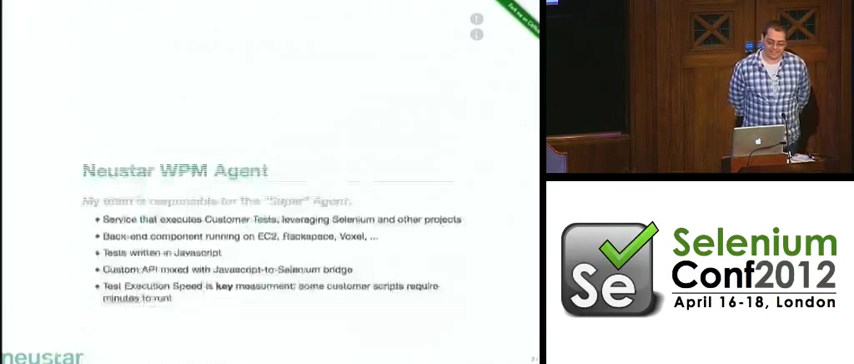 Neustar WPM Agent
My team is responsible for the "Super" Agent.
• Service that executes Customer Tests, leveraging Selenium and other projects
• Back-end component running on EC2, Rackspace, Voxel, ...
• Tests written in Javascript
• Custom API mixed with Javascript-to-Selenium bridge
• Test Execution Speed is key measurment: some customer scripts require
minutes to run!
neustar
Se
Selenium
Conf2012
April 16-18, London